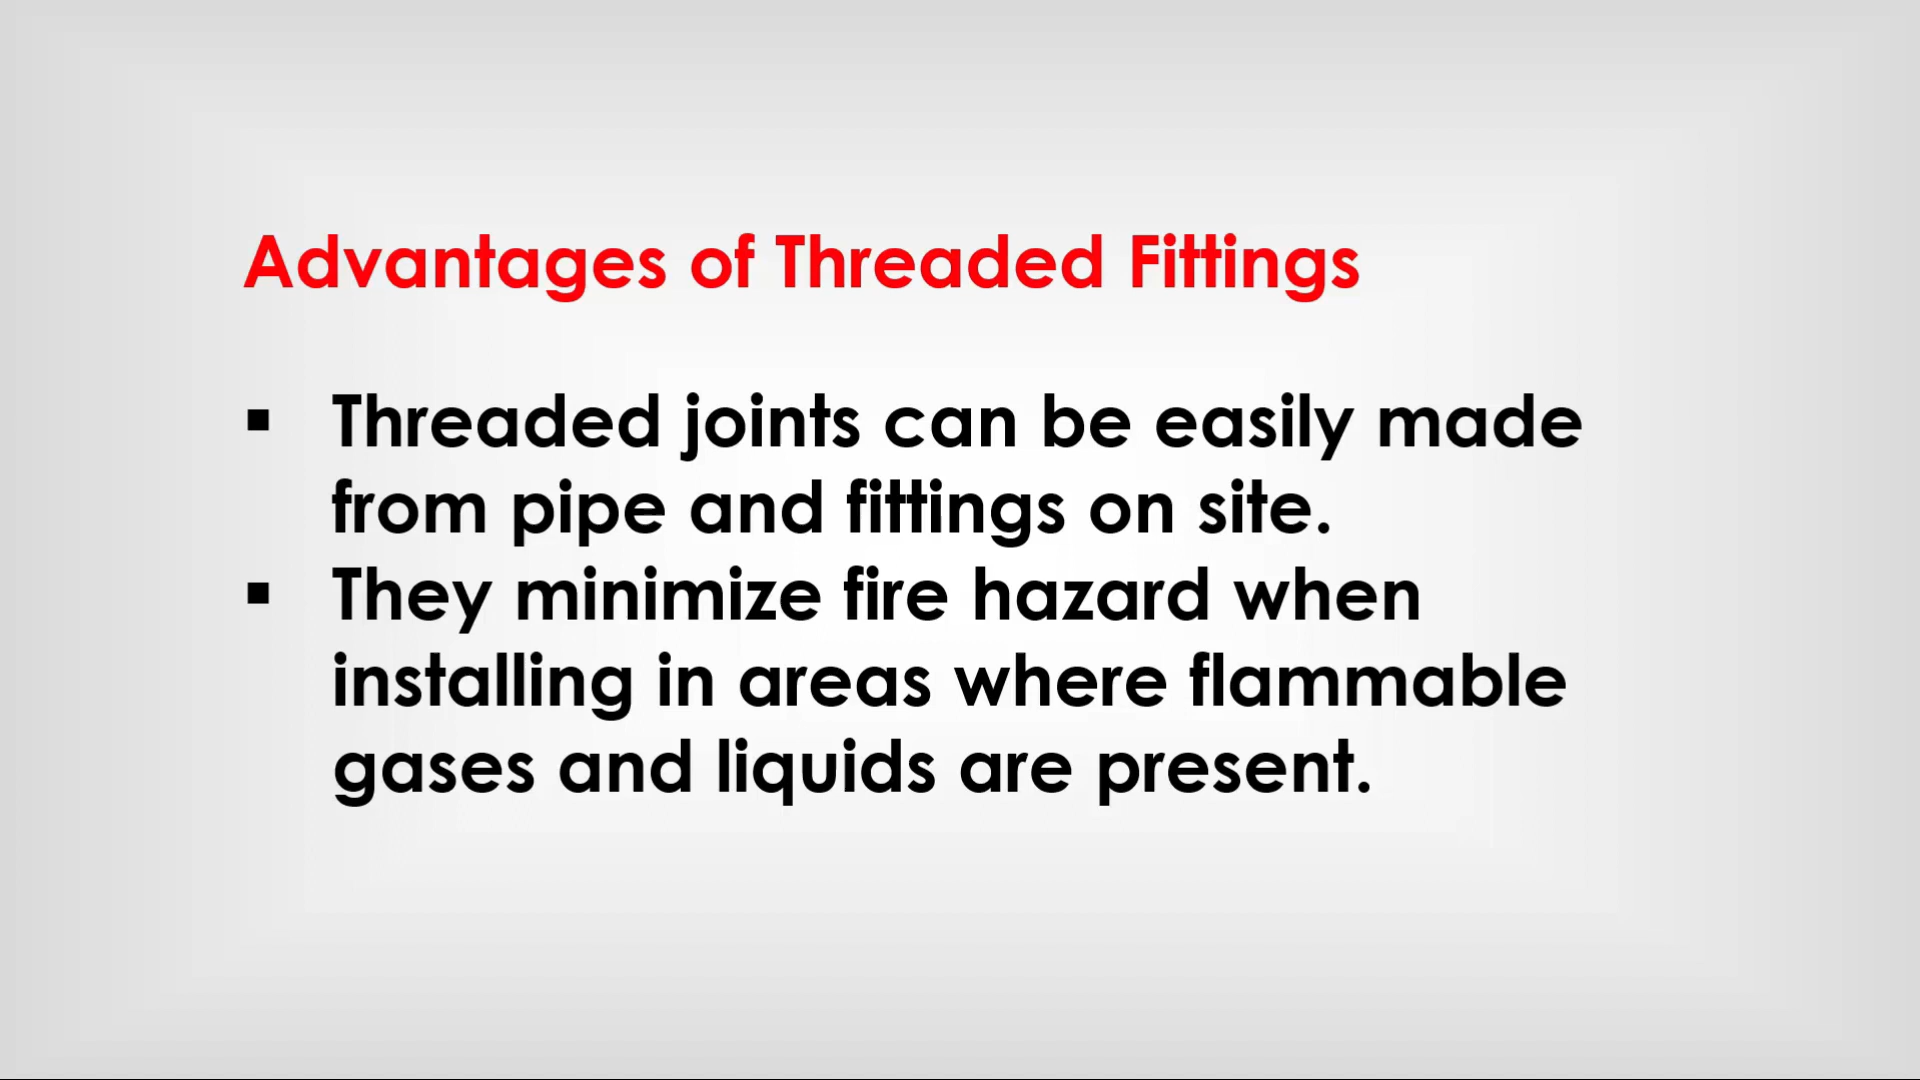 Advantages of Threaded Fittings
▪ Threaded joints can be easily made
from pipe and fittings on site.
▪ They minimize fire hazard when
installing in areas where flammable
gases and liquids are present.